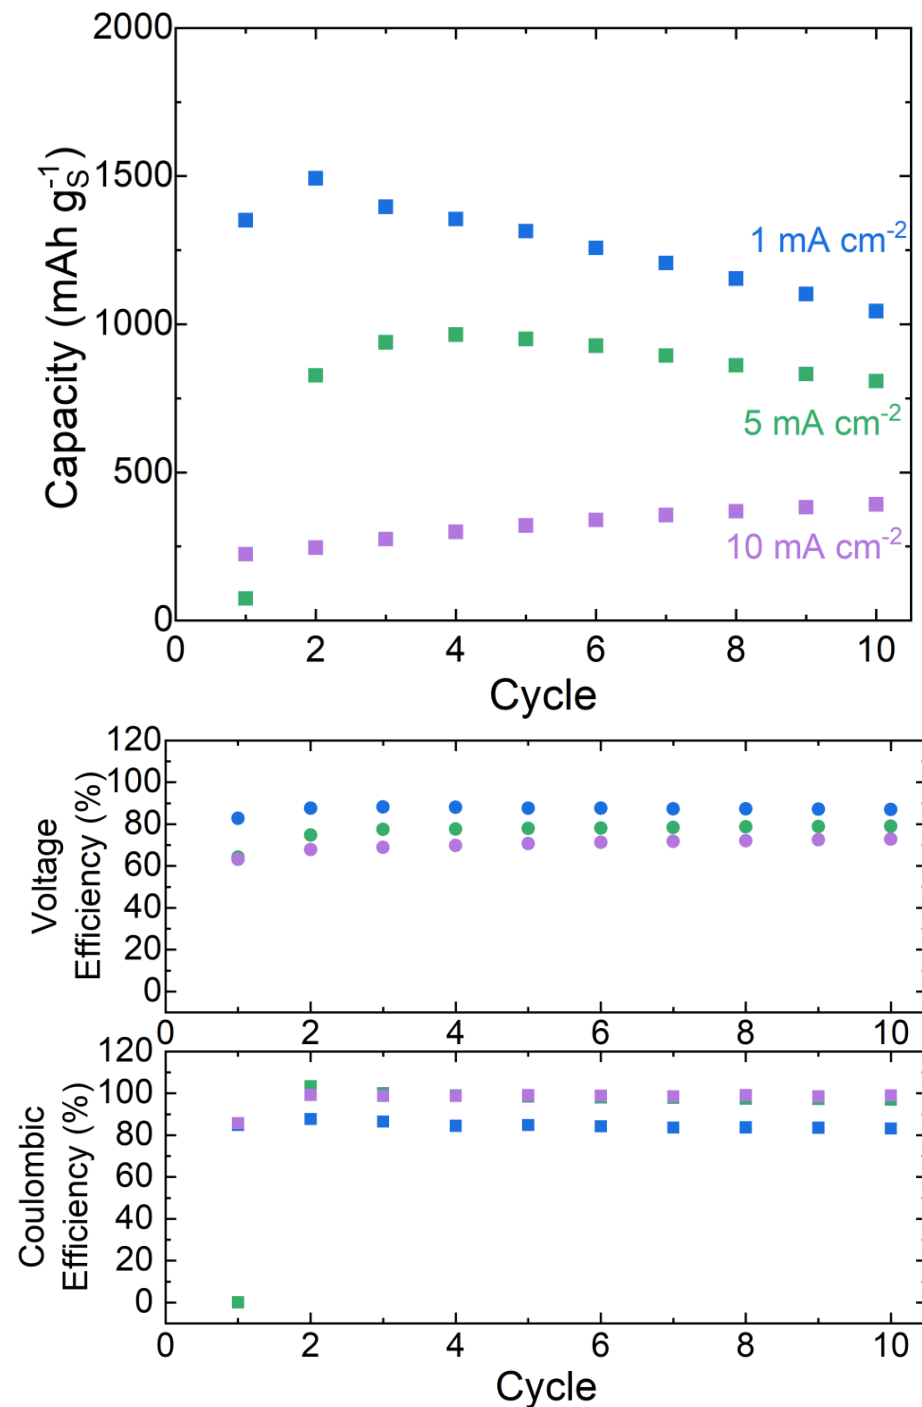 2000
1500
1000
500
0
Capacity (mAh g_S^-1)
1 mA cm^-2
5 mA cm^-2
10 mA cm^-2
0 2 4 6 8 10
Cycle
120
100
80
60
40
20
0
Voltage
Efficiency (%)
0 2 4 6 8 10
120
100
80
60
40
20
0
Coulombic
Efficiency (%)
0 2 4 6 8 10
Cycle